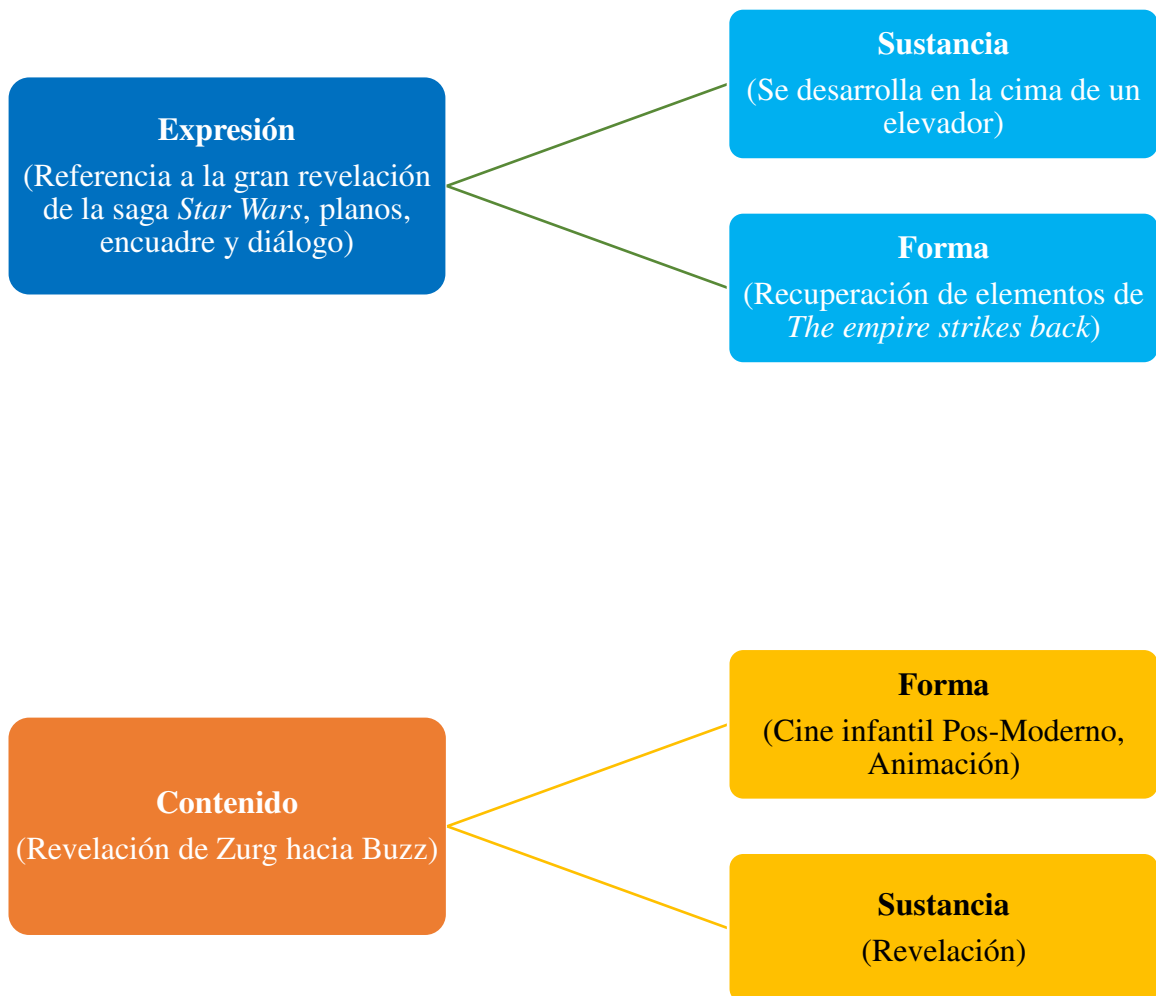 Expresión
(Referencia a la gran revelación
de la saga Star Wars, planos,
encuadre y diálogo)
Sustancia
(Se desarrolla en la cima de un
elevador)
Forma
(Recuperación de elementos de
The empire strikes back)
Contenido
(Revelación de Zurg hacia Buzz)
Forma
(Cine infantil Pos-Moderno,
Animación)
Sustancia
(Revelación)